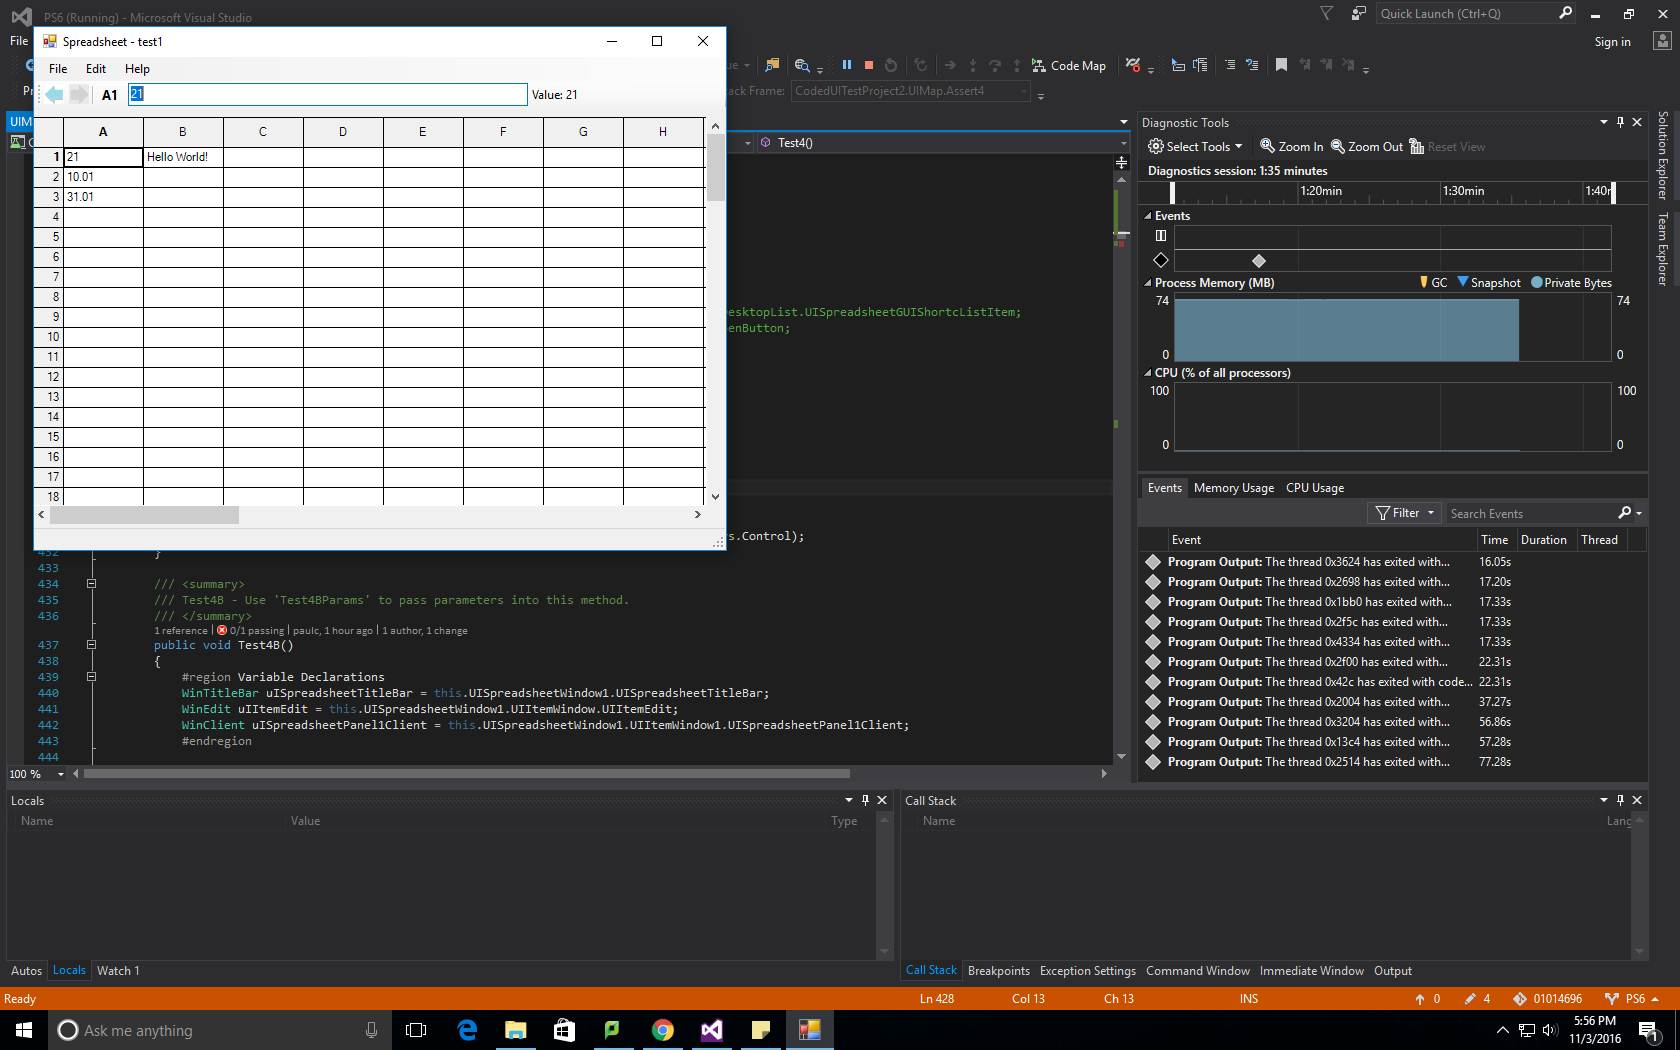 PS6 (Running) - Microsoft Visual Studio
Quick Launch (Ctrl+Q)
File
Sign in
Spreadsheet - test1
File Edit Help
Code Map
A1 21 Value: 21
CodedUITestProject2.UIMap.Assert4
UIM
Test4()
A B C D E F G H
1 21 Hello World!
2 10.01
3 31.01
4
5
6
7
8
9
10
11
12
13
14
15
16
17
18
esktopList.UISpreadsheetGUIShortcListItem;
enButton;
s.Control);
432 }
433
434 /// <summary>
435 /// Test4B - Use 'Test4BParams' to pass parameters into this method.
436 /// </summary>
1 reference | 0/1 passing | paulc, 1 hour ago | 1 author, 1 change
437 public void Test4B()
438 {
439 #region Variable Declarations
440 WinTitleBar uISpreadsheetTitleBar = this.UISpreadsheetWindow1.UISpreadsheetTitleBar;
441 WinEdit uIItemEdit = this.UISpreadsheetWindow1.UIItemWindow.UIItemEdit;
442 WinClient uISpreadsheetPanel1Client = this.UISpreadsheetWindow1.UIItemWindow1.UISpreadsheetPanel1Client;
443 #endregion
444
100 %
Diagnostic Tools
Select Tools Zoom In Zoom Out Reset View
Diagnostics session: 1:35 minutes
1:20min 1:30min
Events
Process Memory (MB) GC Snapshot Private Bytes
74 74
0 0
CPU (% of all processors)
100 100
0 0
Events Memory Usage CPU Usage
Filter Search Events
Event Time Duration Thread
Program Output: The thread 0x3624 has exited with... 16.05s
Program Output: The thread 0x2698 has exited with... 17.20s
Program Output: The thread 0x1bb0 has exited with... 17.33s
Program Output: The thread 0x2f5c has exited with... 17.33s
Program Output: The thread 0x4334 has exited with... 17.33s
Program Output: The thread 0x2f00 has exited with... 22.31s
Program Output: The thread 0x42c has exited with code... 22.31s
Program Output: The thread 0x2004 has exited with... 37.27s
Program Output: The thread 0x3204 has exited with... 56.86s
Program Output: The thread 0x13c4 has exited with... 57.28s
Program Output: The thread 0x2514 has exited with... 77.28s
Solution Explorer
Team Explorer
Locals
Name Value Type
Call Stack
Name Lang
Autos Locals Watch 1
Call Stack Breakpoints Exception Settings Command Window Immediate Window Output
Ready Ln 428 Col 13 Ch 13 INS 0 4 01014696 PS6
Ask me anything
5:56 PM
11/3/2016
1